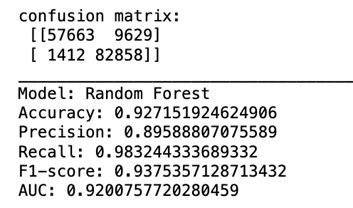 confusion matrix:
[[57663  9629]
[ 1412 82858]]
Model: Random Forest
Accuracy: 0.927151924624906
Precision: 0.89588807075589
Recall: 0.983244333689332
F1-score: 0.9375357128713432
AUC: 0.9200757720280459